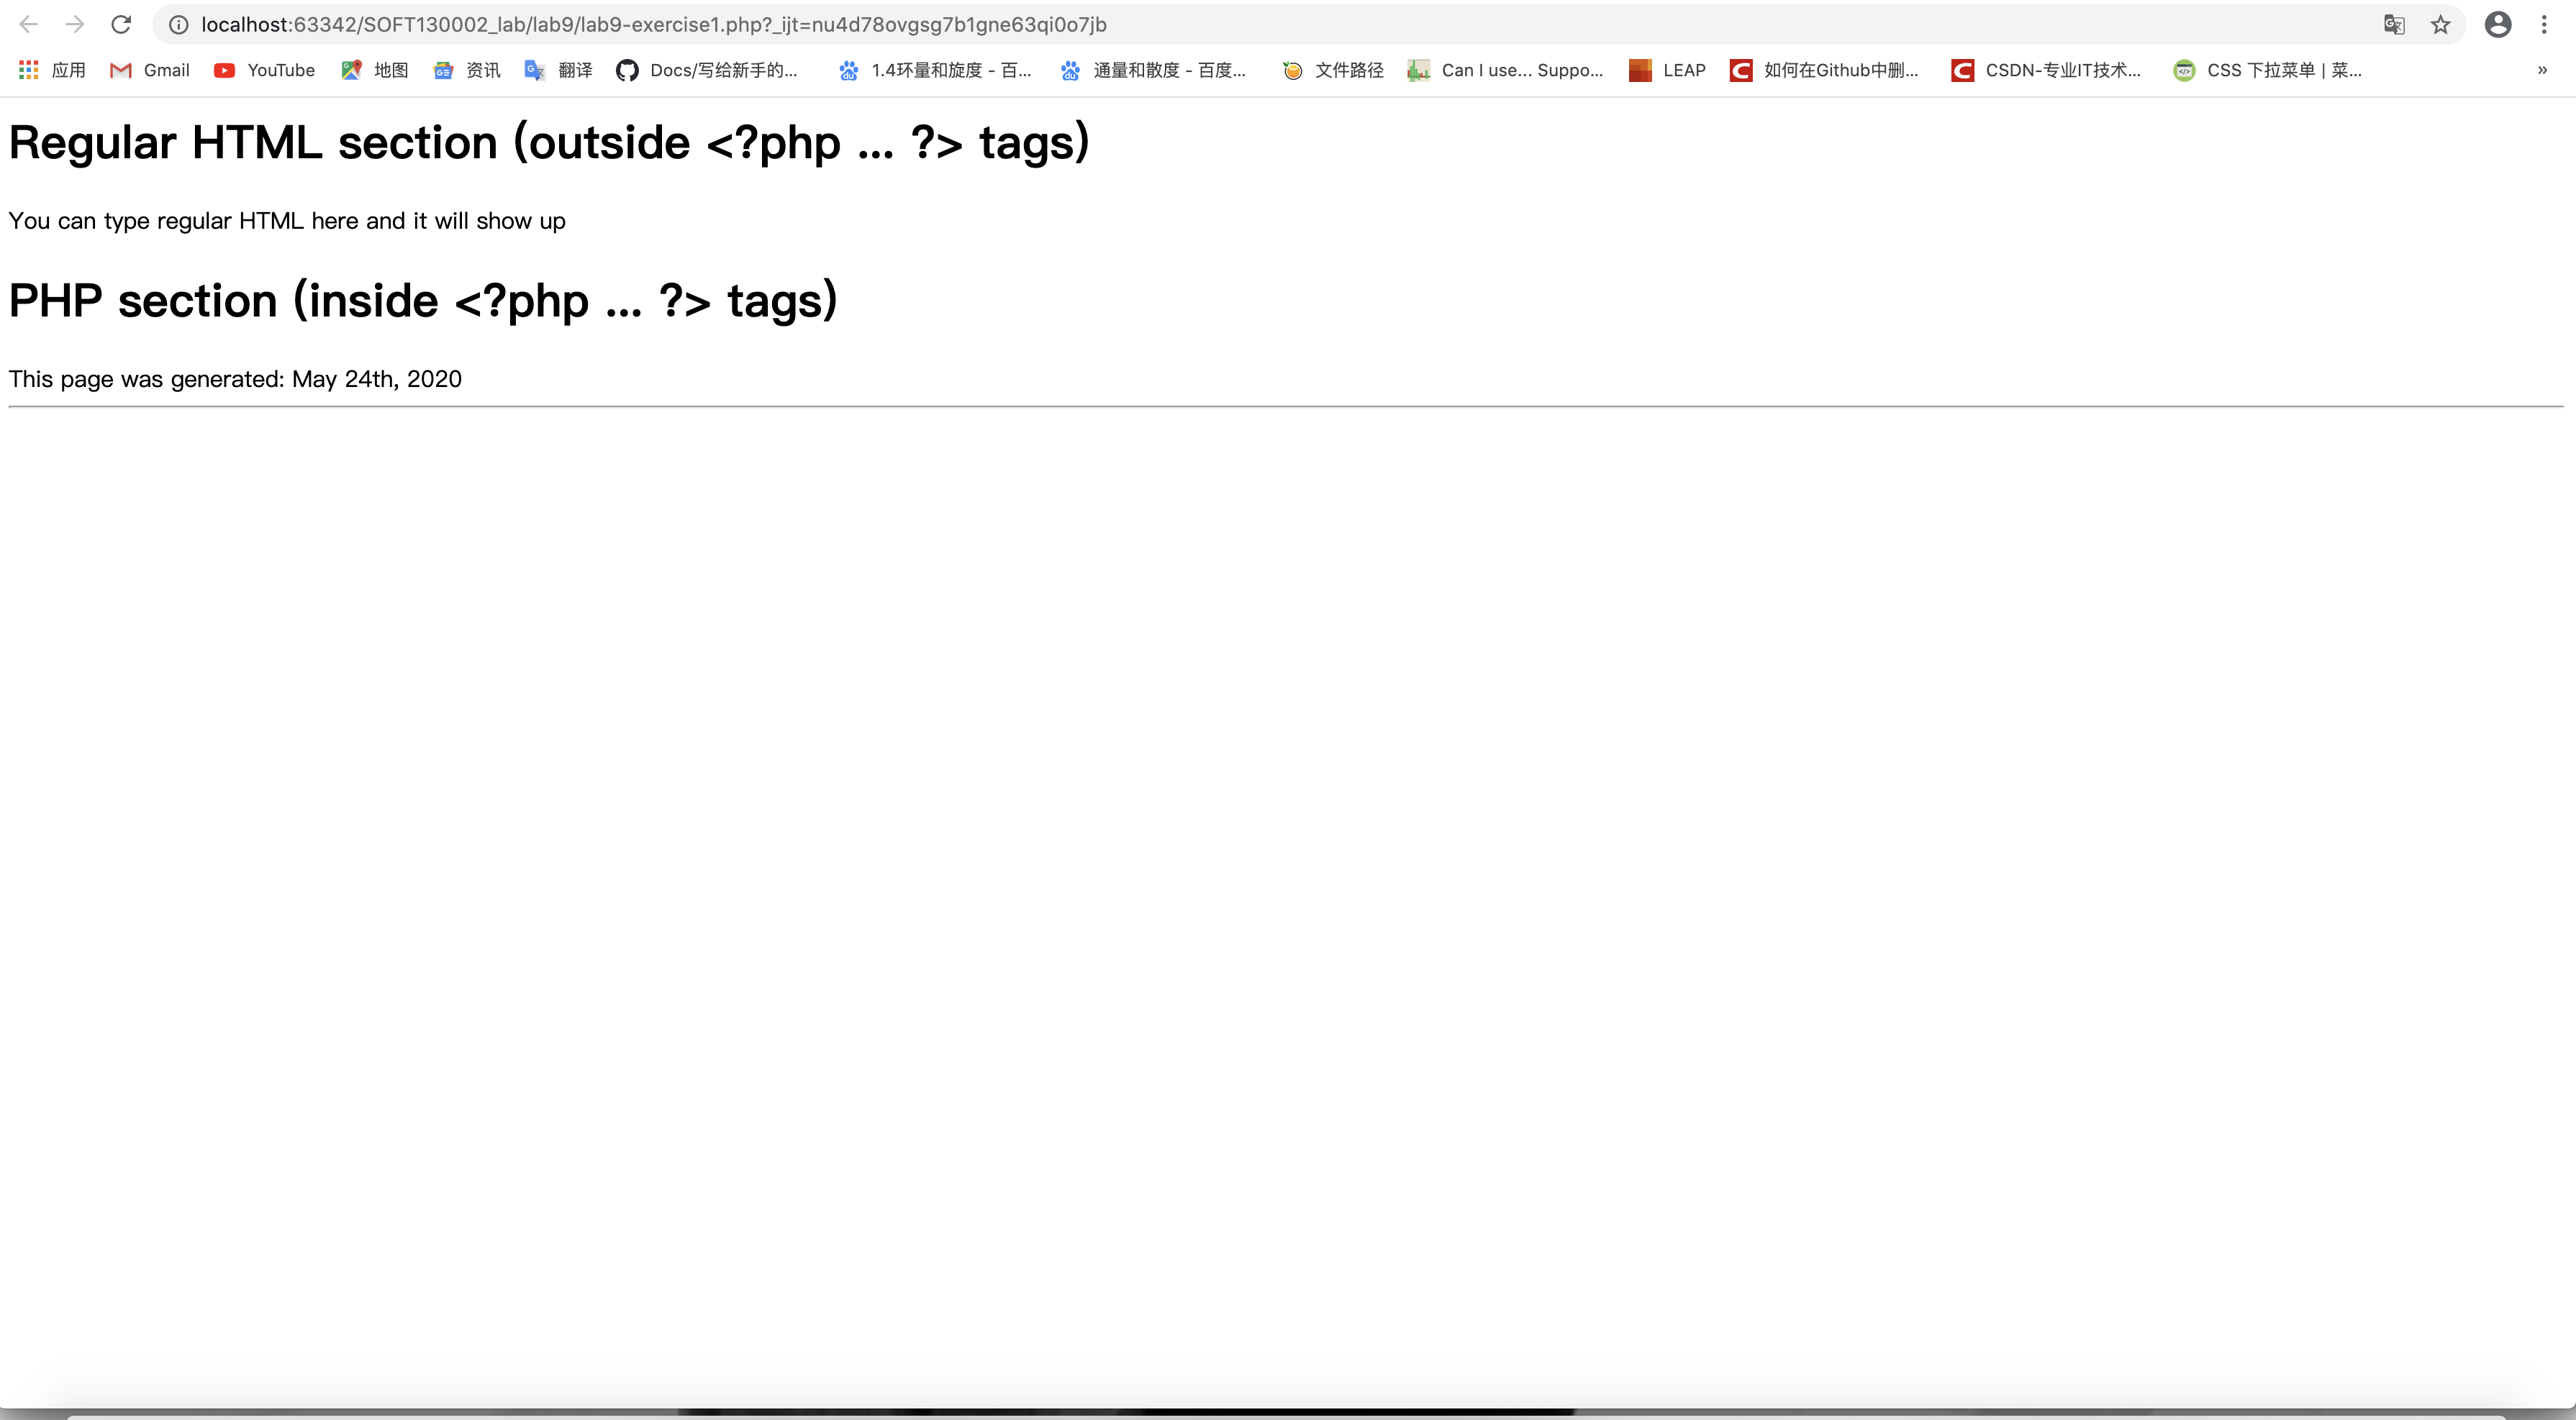 localhost:63342/SOFT130002_lab/lab9/lab9-exercise1.php?_ijt=nu4d78ovgsg7b1gne63qi0o7jb
应用 Gmail YouTube 地图 资讯 翻译 Docs/写给新手的... 1.4环量和旋度 - 百... 通量和散度 - 百度... 文件路径 Can I use... Suppo... LEAP 如何在Github中删... CSDN-专业IT技术... CSS 下拉菜单 | 菜... »
Regular HTML section (outside <?php ... ?> tags)
You can type regular HTML here and it will show up
PHP section (inside <?php ... ?> tags)
This page was generated: May 24th, 2020